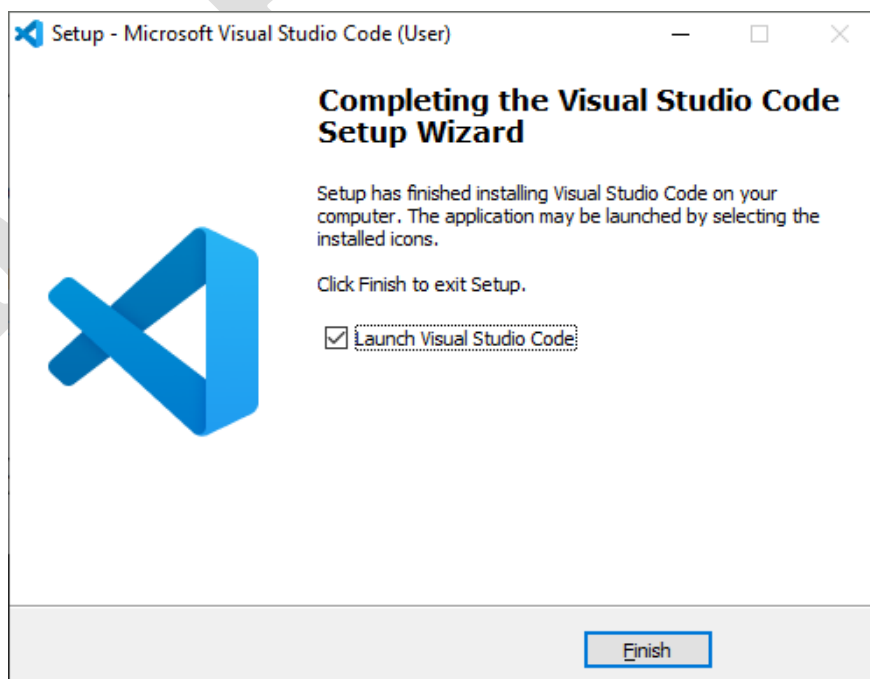 Setup - Microsoft Visual Studio Code (User)
Completing the Visual Studio Code
Setup Wizard
Setup has finished installing Visual Studio Code on your
computer. The application may be launched by selecting the
installed icons.
Click Finish to exit Setup.
Launch Visual Studio Code
Finish